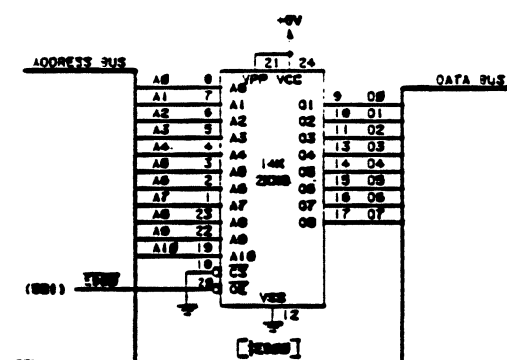 +5V
ADDRESS BUS
21 24
VPP VCC
DATA BUS
A0 8 A0
A1 7 A1 O1 9 D0
A2 6 A2 O2 10 D1
A3 5 A3 O3 11 D2
A4 4 A4 O4 13 D3
A5 3 A5 O5 14 D4
A6 2 A6 O6 15 D5
A7 1 A7 O7 16 D6
A8 23 A8 O8 17 D7
A9 22 A9
A10 19 A10
14K
18 CS
20 OE
VSS
12